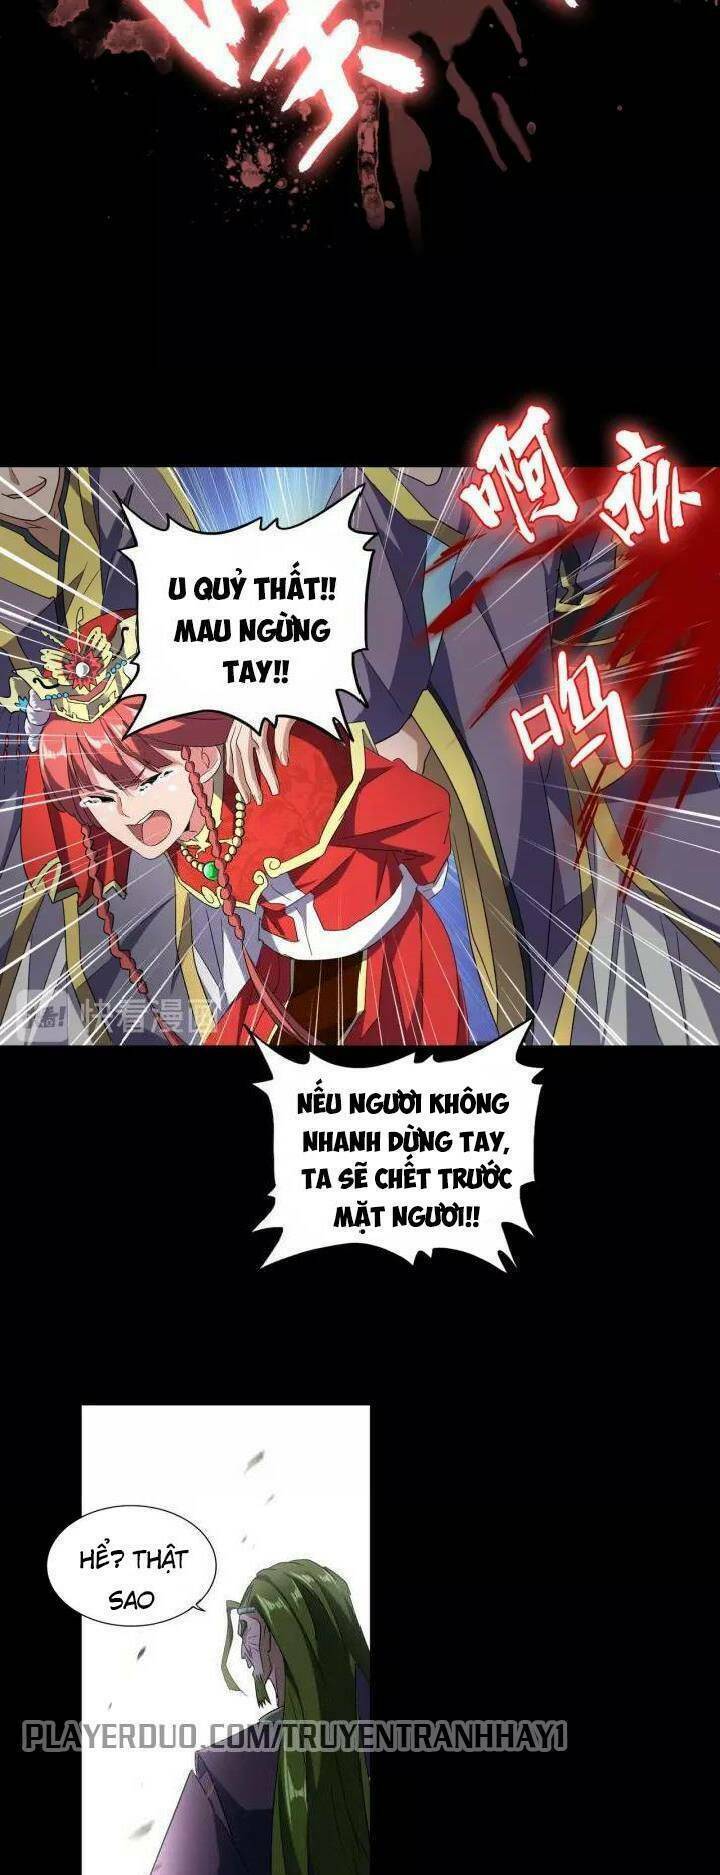 啊
呜
U QUỶ THẤT!!
MAU NGỪNG
TAY!!
快看漫画
NẾU NGƯƠI KHÔNG
NHANH DỪNG TAY,
TA SẼ CHẾT TRƯỚC
MẶT NGƯƠI!!
HỂ? THẬT
SAO
PLAYERDUO.COM/TRUYENTRANHHAY1